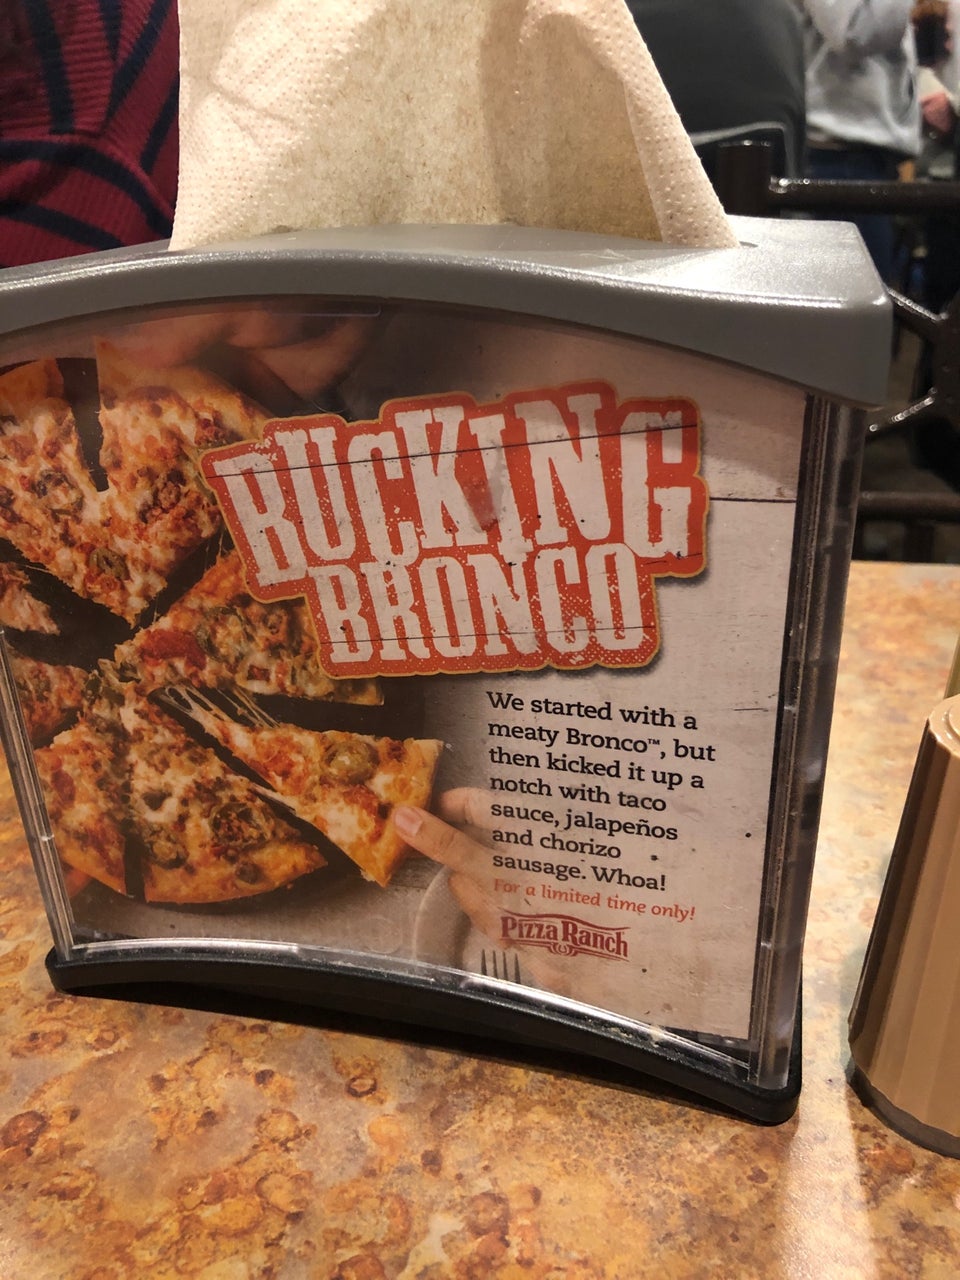 BUCKING
BRONCO
We started with a
meaty Bronco™, but
then kicked it up a
notch with taco
sauce, jalapeños
and chorizo
sausage. Whoa!
For a limited time only!
Pizza Ranch